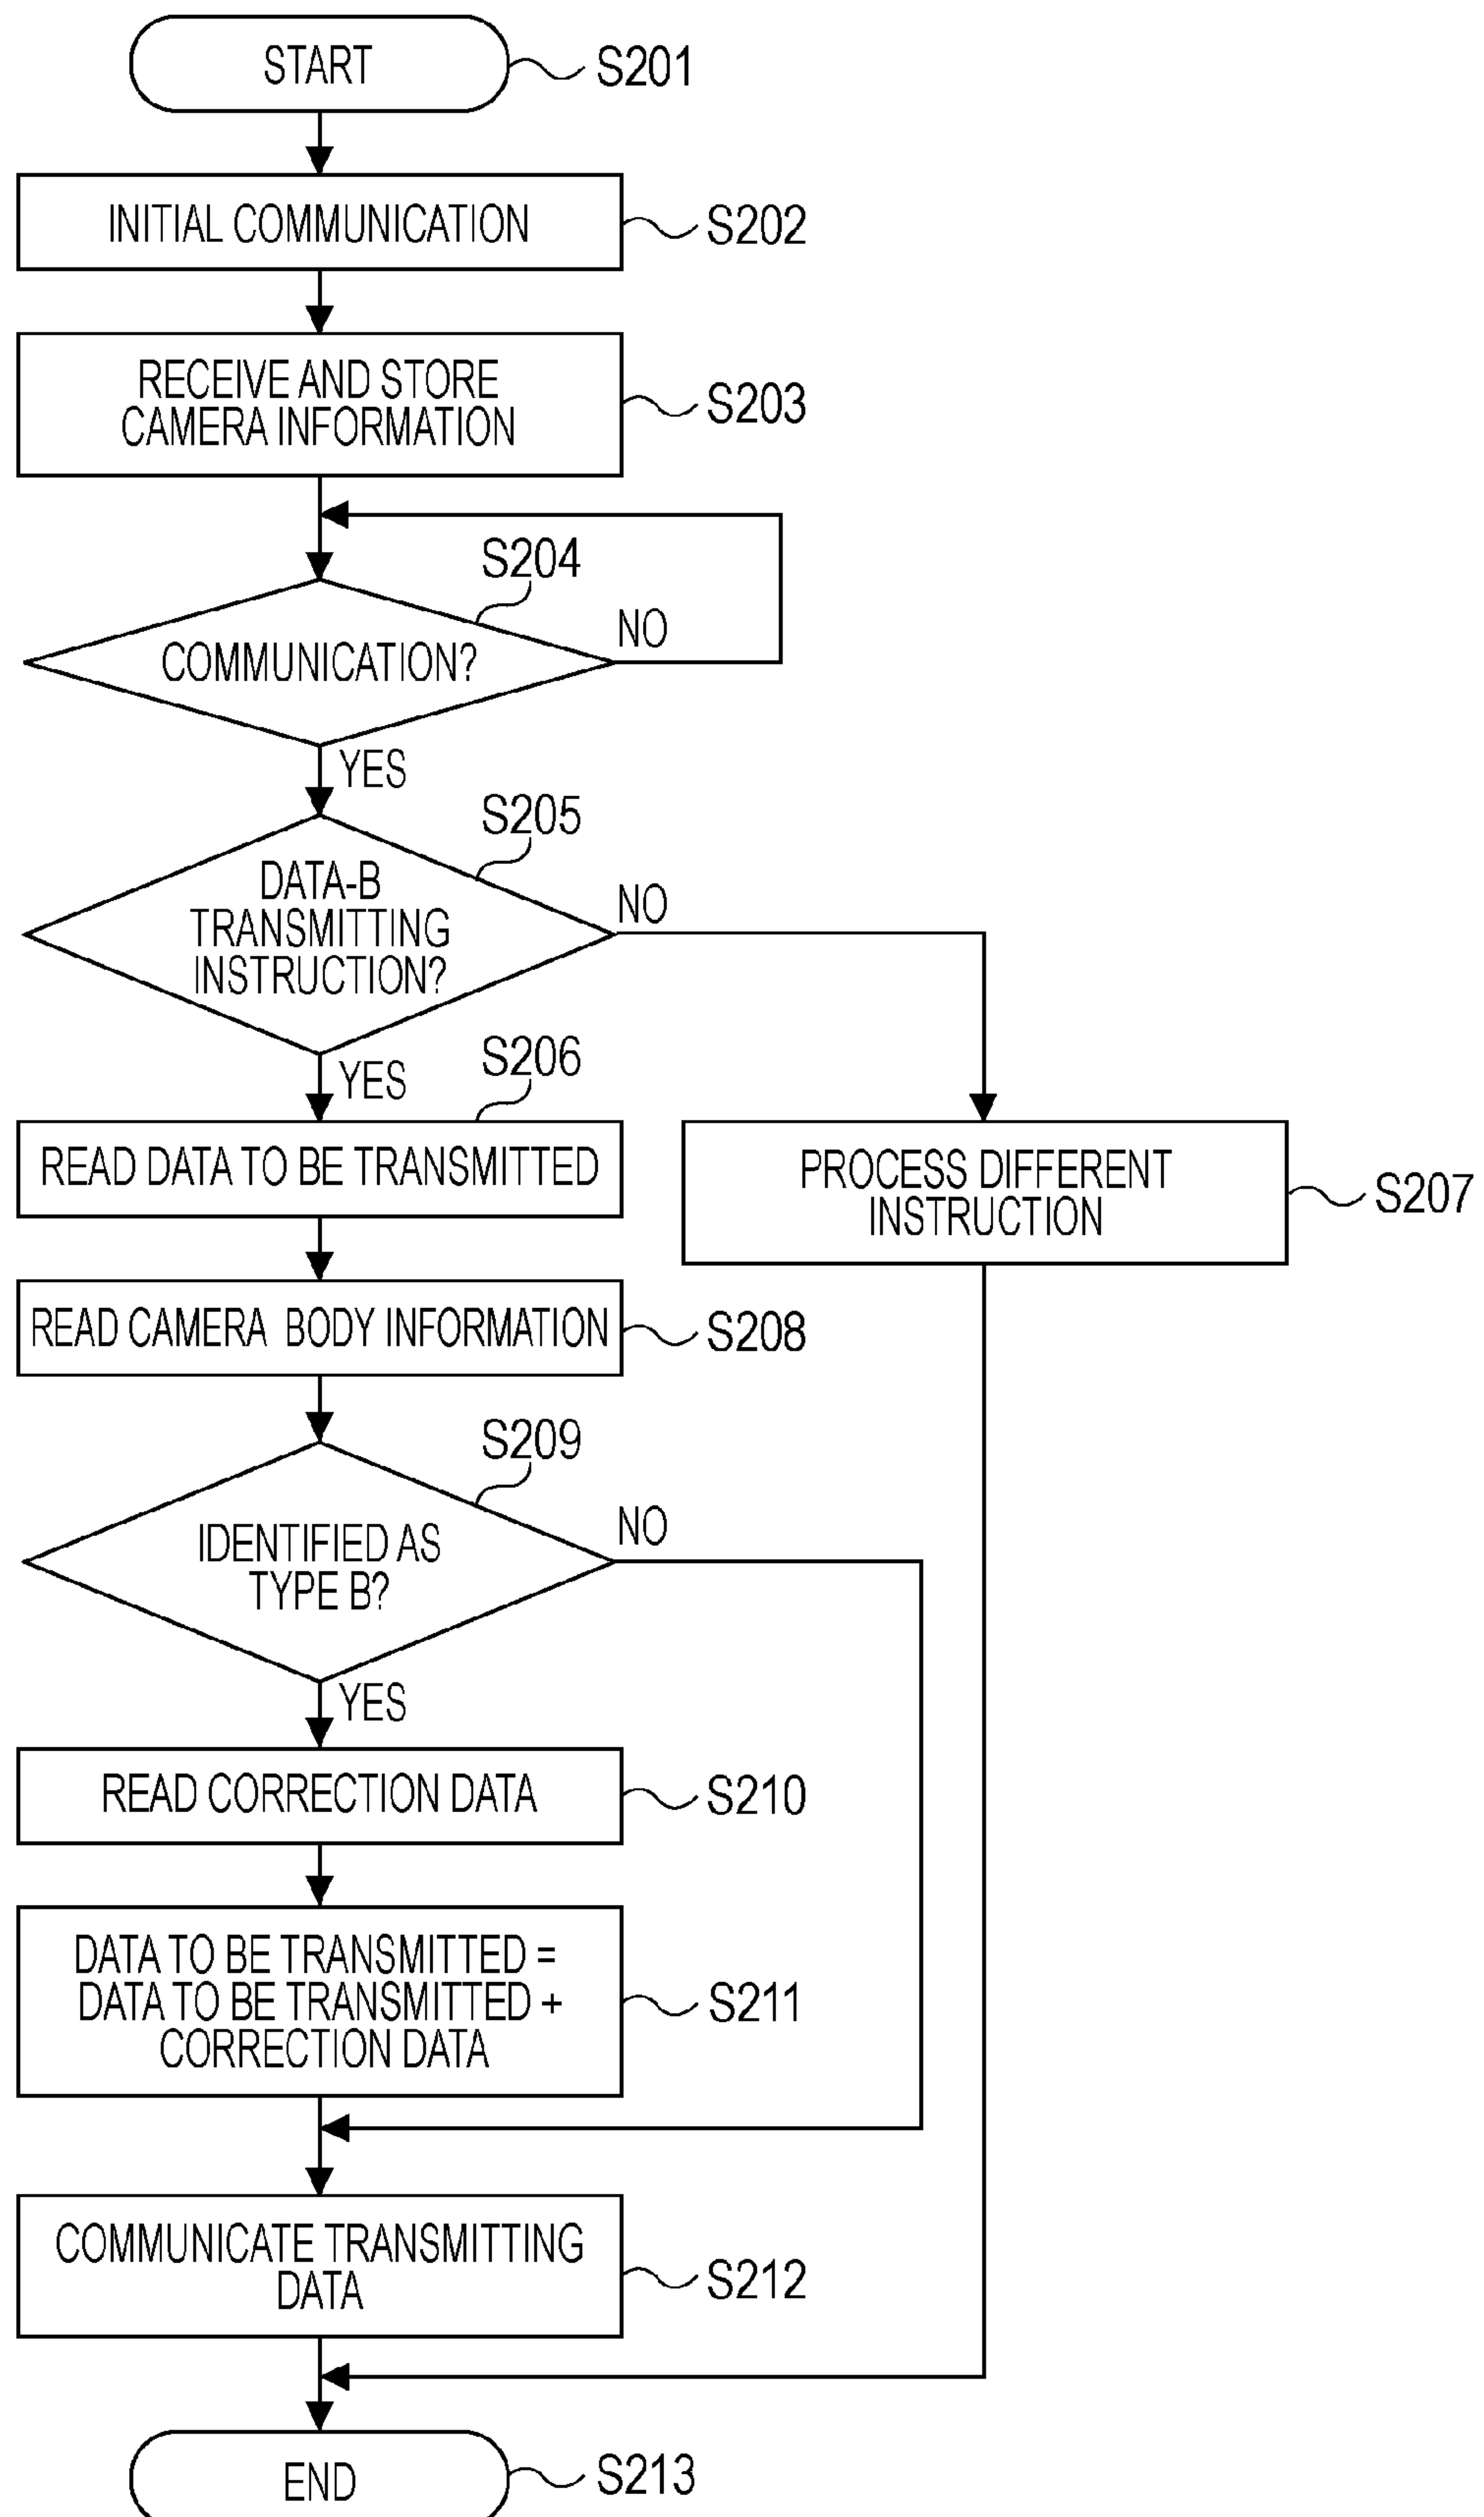 START
S201
INITIAL COMMUNICATION
S202
RECEIVE AND STORE
CAMERA INFORMATION
S203
S204
COMMUNICATION?
NO
YES
S205
DATA-B
TRANSMITTING
INSTRUCTION?
NO
YES
S206
READ DATA TO BE TRANSMITTED
PROCESS DIFFERENT
INSTRUCTION
S207
READ CAMERA BODY INFORMATION
S208
S209
IDENTIFIED AS
TYPE B?
NO
YES
READ CORRECTION DATA
S210
DATA TO BE TRANSMITTED =
DATA TO BE TRANSMITTED +
CORRECTION DATA
S211
COMMUNICATE TRANSMITTING
DATA
S212
END
S213